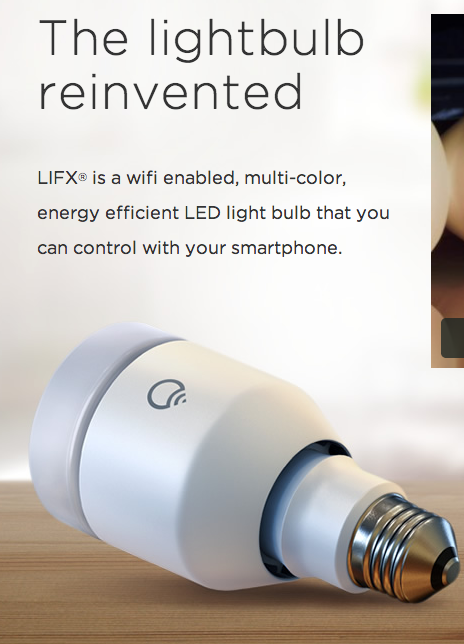 The lightbulb
reinvented
LIFX® is a wifi enabled, multi-color,
energy efficient LED light bulb that you
can control with your smartphone.